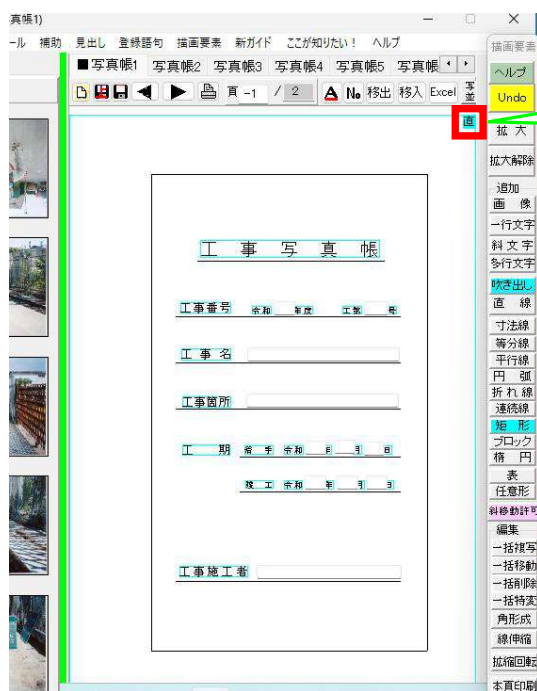 真帳1)
ール 補助 見出し 登録語句 描画要素 新ガイド ここが知りたい! ヘルプ
■写真帳1 写真帳2 写真帳3 写真帳4 写真帳5 写真帳
頁 -1 / 2 A No 移出 移入 Excel 写並
直
工事写真帳
工事番号 令和 年度 工第 号
工事名
工事箇所
工期 着手 令和 月 日
竣工 令和 年 月 日
工事施工者
描画要素
ヘルプ
Undo
拡大
拡大解除
追加
画像
一行文字
斜文字
多行文字
吹き出し
直線
寸法線
等分線
平行線
円弧
折れ線
連続線
矩形
ブロック
楕円
表
任意形
斜移動許可
編集
一括複写
一括移動
一括削除
一括特変
角形成
線伸縮
拡縮回転
本頁印刷